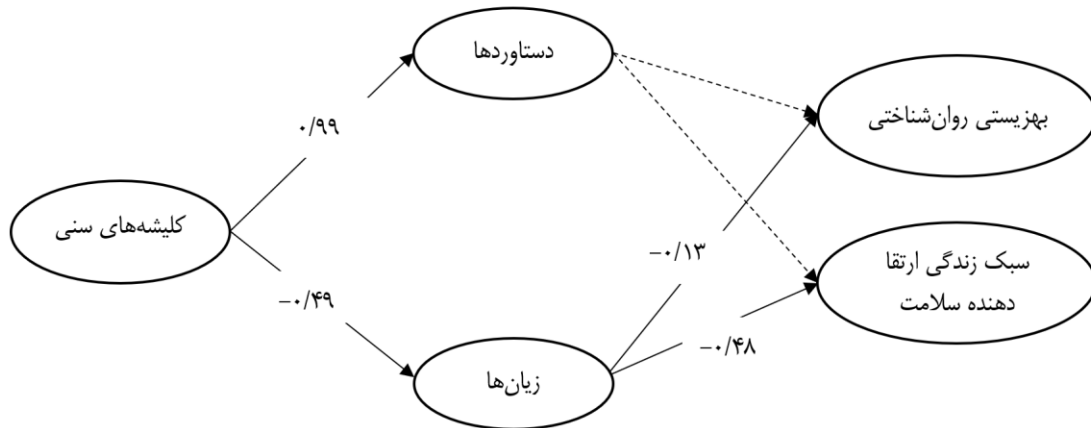 دستاوردها
بهزیستی روان‌شناختی
۰/۹۹
کلیشه‌های سنی
−۰/۱۳
سبک زندگی ارتقا
دهنده سلامت
−۰/۴۹
−۰/۴۸
زیان‌ها